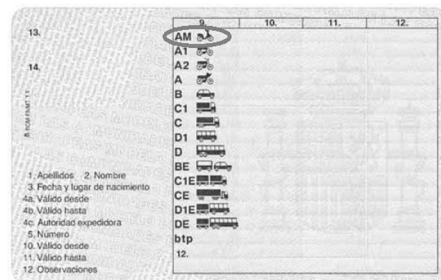 9. 10. 11. 12.
13.
AM
A1
A2
14.
A
B
C1
C
D1
D
BE
C1E
CE
D1E
DE
btp
12.
1. Apellidos 2. Nombre
3. Fecha y lugar de nacimiento
4a. Válido desde
4b. Válido hasta
4c. Autoridad expedidora
5. Número
10. Válido desde
11. Válido hasta
12. Observaciones